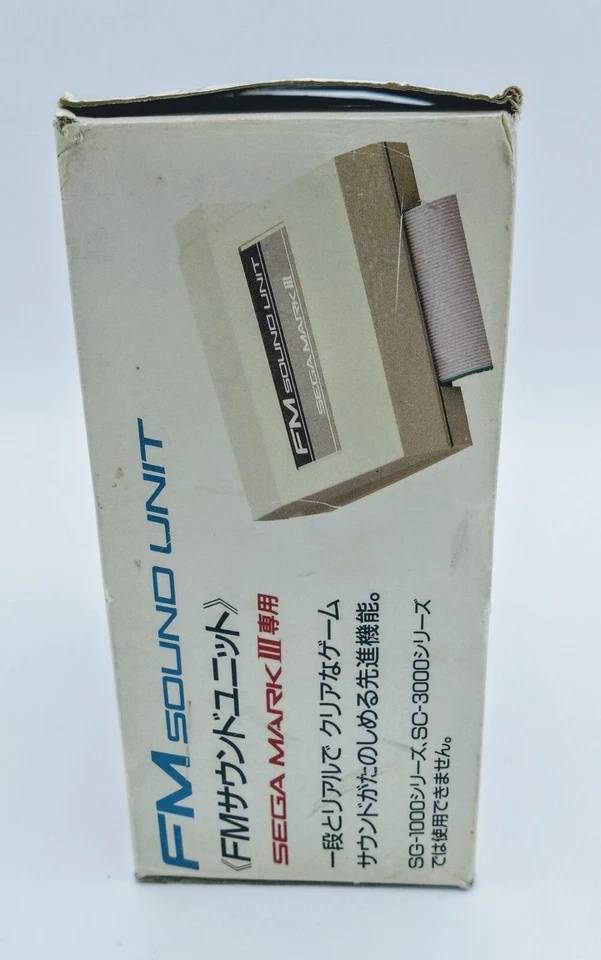 FM SOUND UNIT
《FMサウンドユニット》
SEGA MARK III 専用
一段とリアルで クリアなゲーム
サウンドがたのしめる先進機能。
SG-1000シリーズ、SC-3000シリーズ
では使用できません。
FM SOUND UNIT
SEGA MARK III